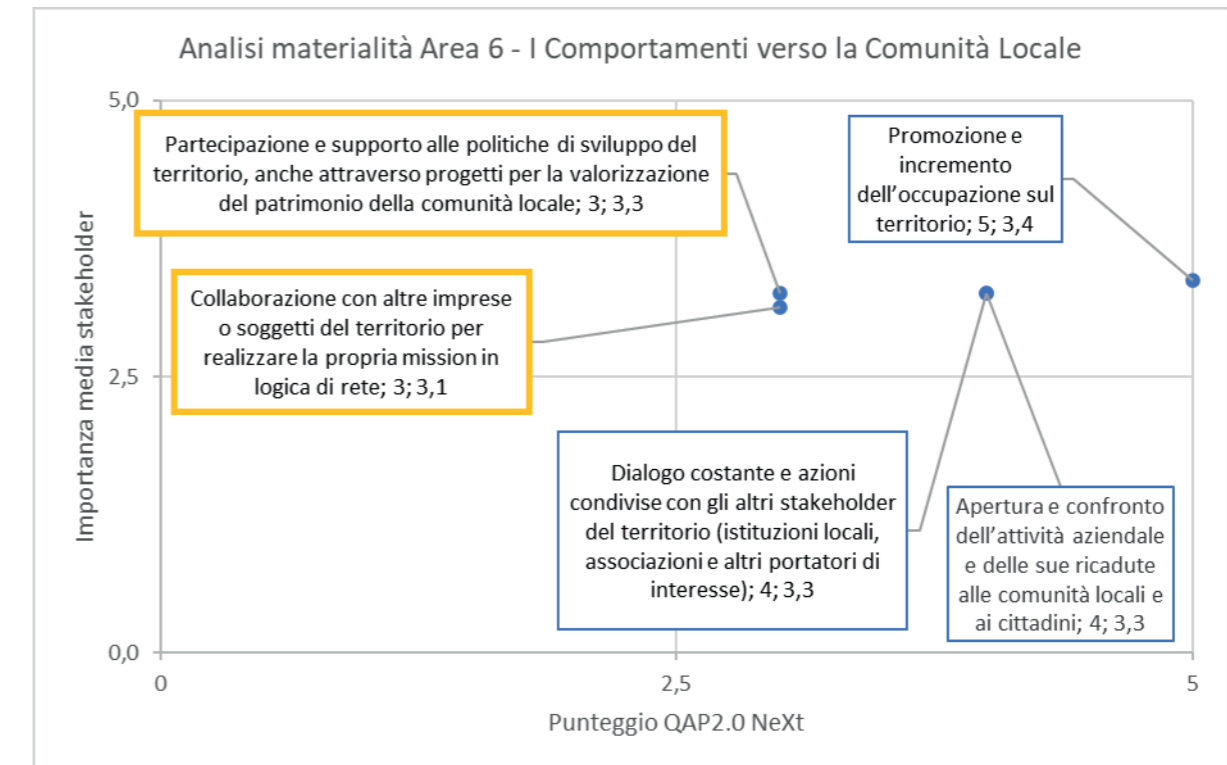 Analisi materialità Area 6 - I Comportamenti verso la Comunità Locale
5,0
Partecipazione e supporto alle politiche di sviluppo del
territorio, anche attraverso progetti per la valorizzazione
del patrimonio della comunità locale; 3; 3,3
Promozione e
incremento
dell'occupazione sul
territorio; 5; 3,4
Importanza media stakeholder
Collaborazione con altre imprese
o soggetti del territorio per
realizzare la propria mission in
logica di rete; 3; 3,1
2,5
Dialogo costante e azioni
condivise con gli altri stakeholder
del territorio (istituzioni locali,
associazioni e altri portatori di
interesse); 4; 3,3
Apertura e confronto
dell'attività aziendale
e delle sue ricadute
alle comunità locali e
ai cittadini; 4; 3,3
0,0
0
2,5
5
Punteggio QAP2.0 NeXt